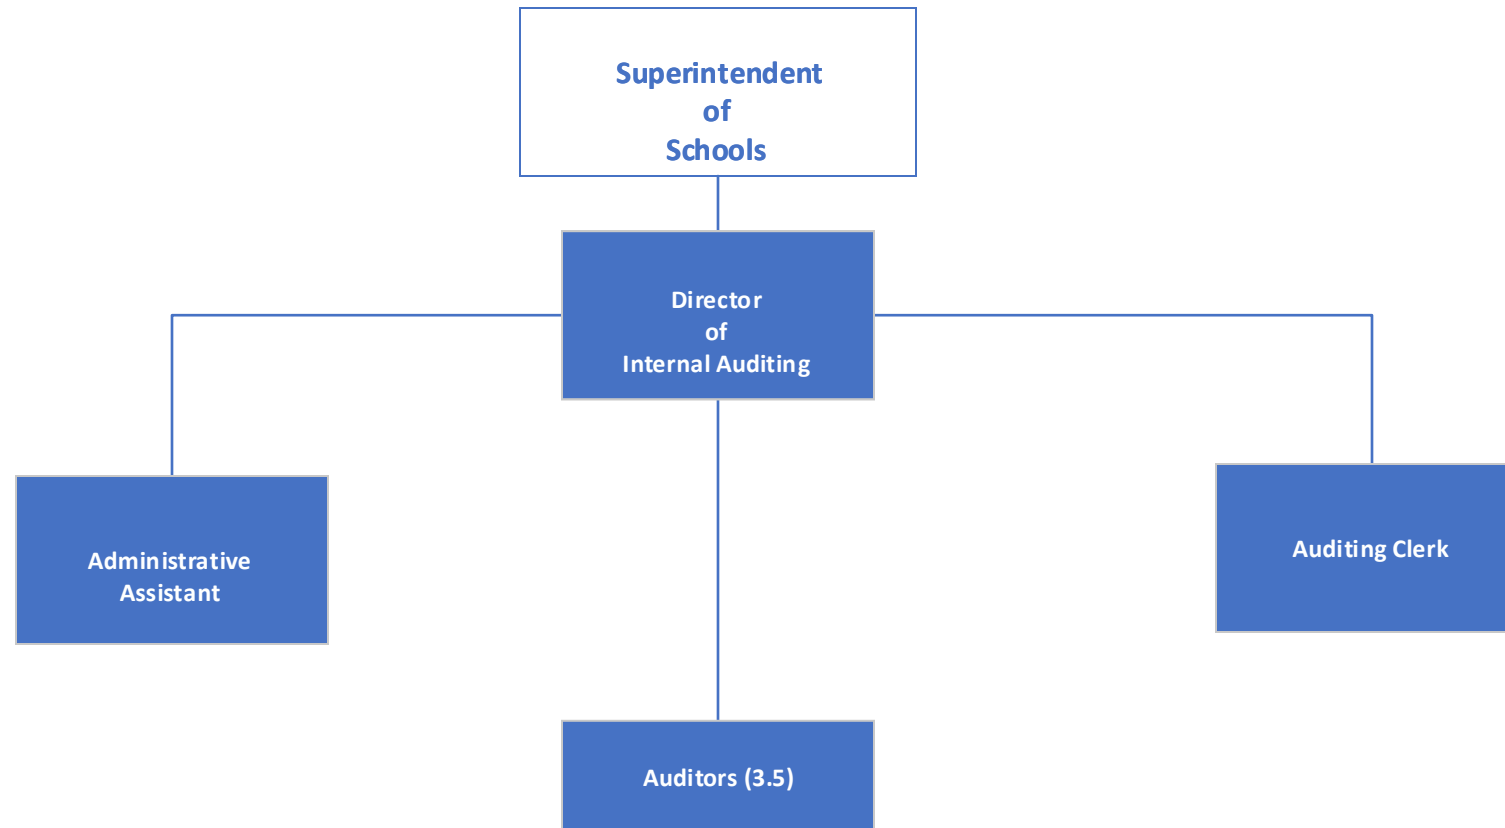 Superintendent
of
Schools
Director
of
Internal Auditing
Administrative
Assistant
Auditing Clerk
Auditors (3.5)